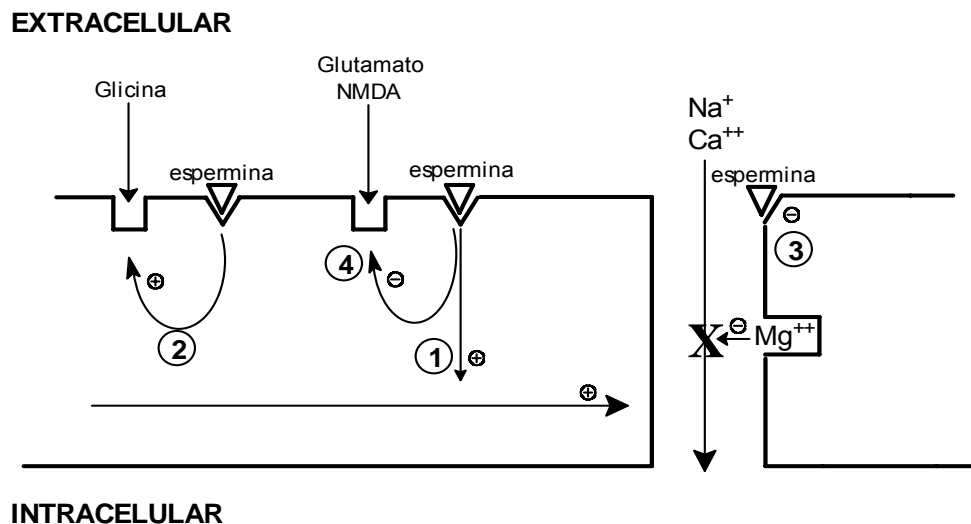 EXTRACELULAR
Glutamato
NMDA
Glicina
Na+
Ca++
espermina
espermina
espermina
⊖
3
4
⊕
⊖
2
1
⊕
X
⊖
Mg++
⊕
INTRACELULAR